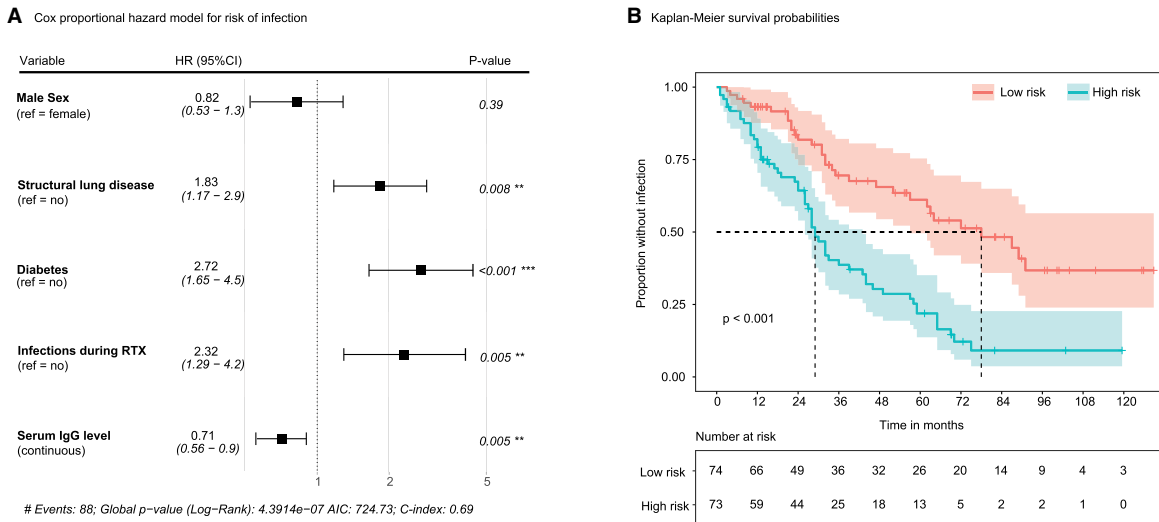 A Cox proportional hazard model for risk of infection
Variable HR (95%CI) P-value
Male Sex
(ref = female)
0.82
(0.53 − 1.3)
0.39
Structural lung disease
(ref = no)
1.83
(1.17 − 2.9)
0.008 **
Diabetes
(ref = no)
2.72
(1.65 − 4.5)
<0.001 ***
Infections during RTX
(ref = no)
2.32
(1.29 − 4.2)
0.005 **
Serum IgG level
(continuous)
0.71
(0.56 − 0.9)
0.005 **
1 2 5
# Events: 88; Global p−value (Log−Rank): 4.3914e−07 AIC: 724.73; C-index: 0.69
B Kaplan-Meier survival probabilities
Low risk High risk
Proportion without infection
1.00
0.75
0.50
0.25
0.00
p < 0.001
0 12 24 36 48 60 72 84 96 108 120
Time in months
Number at risk
Low risk 74 66 49 36 32 26 20 14 9 4 3
High risk 73 59 44 25 18 13 5 2 2 1 0